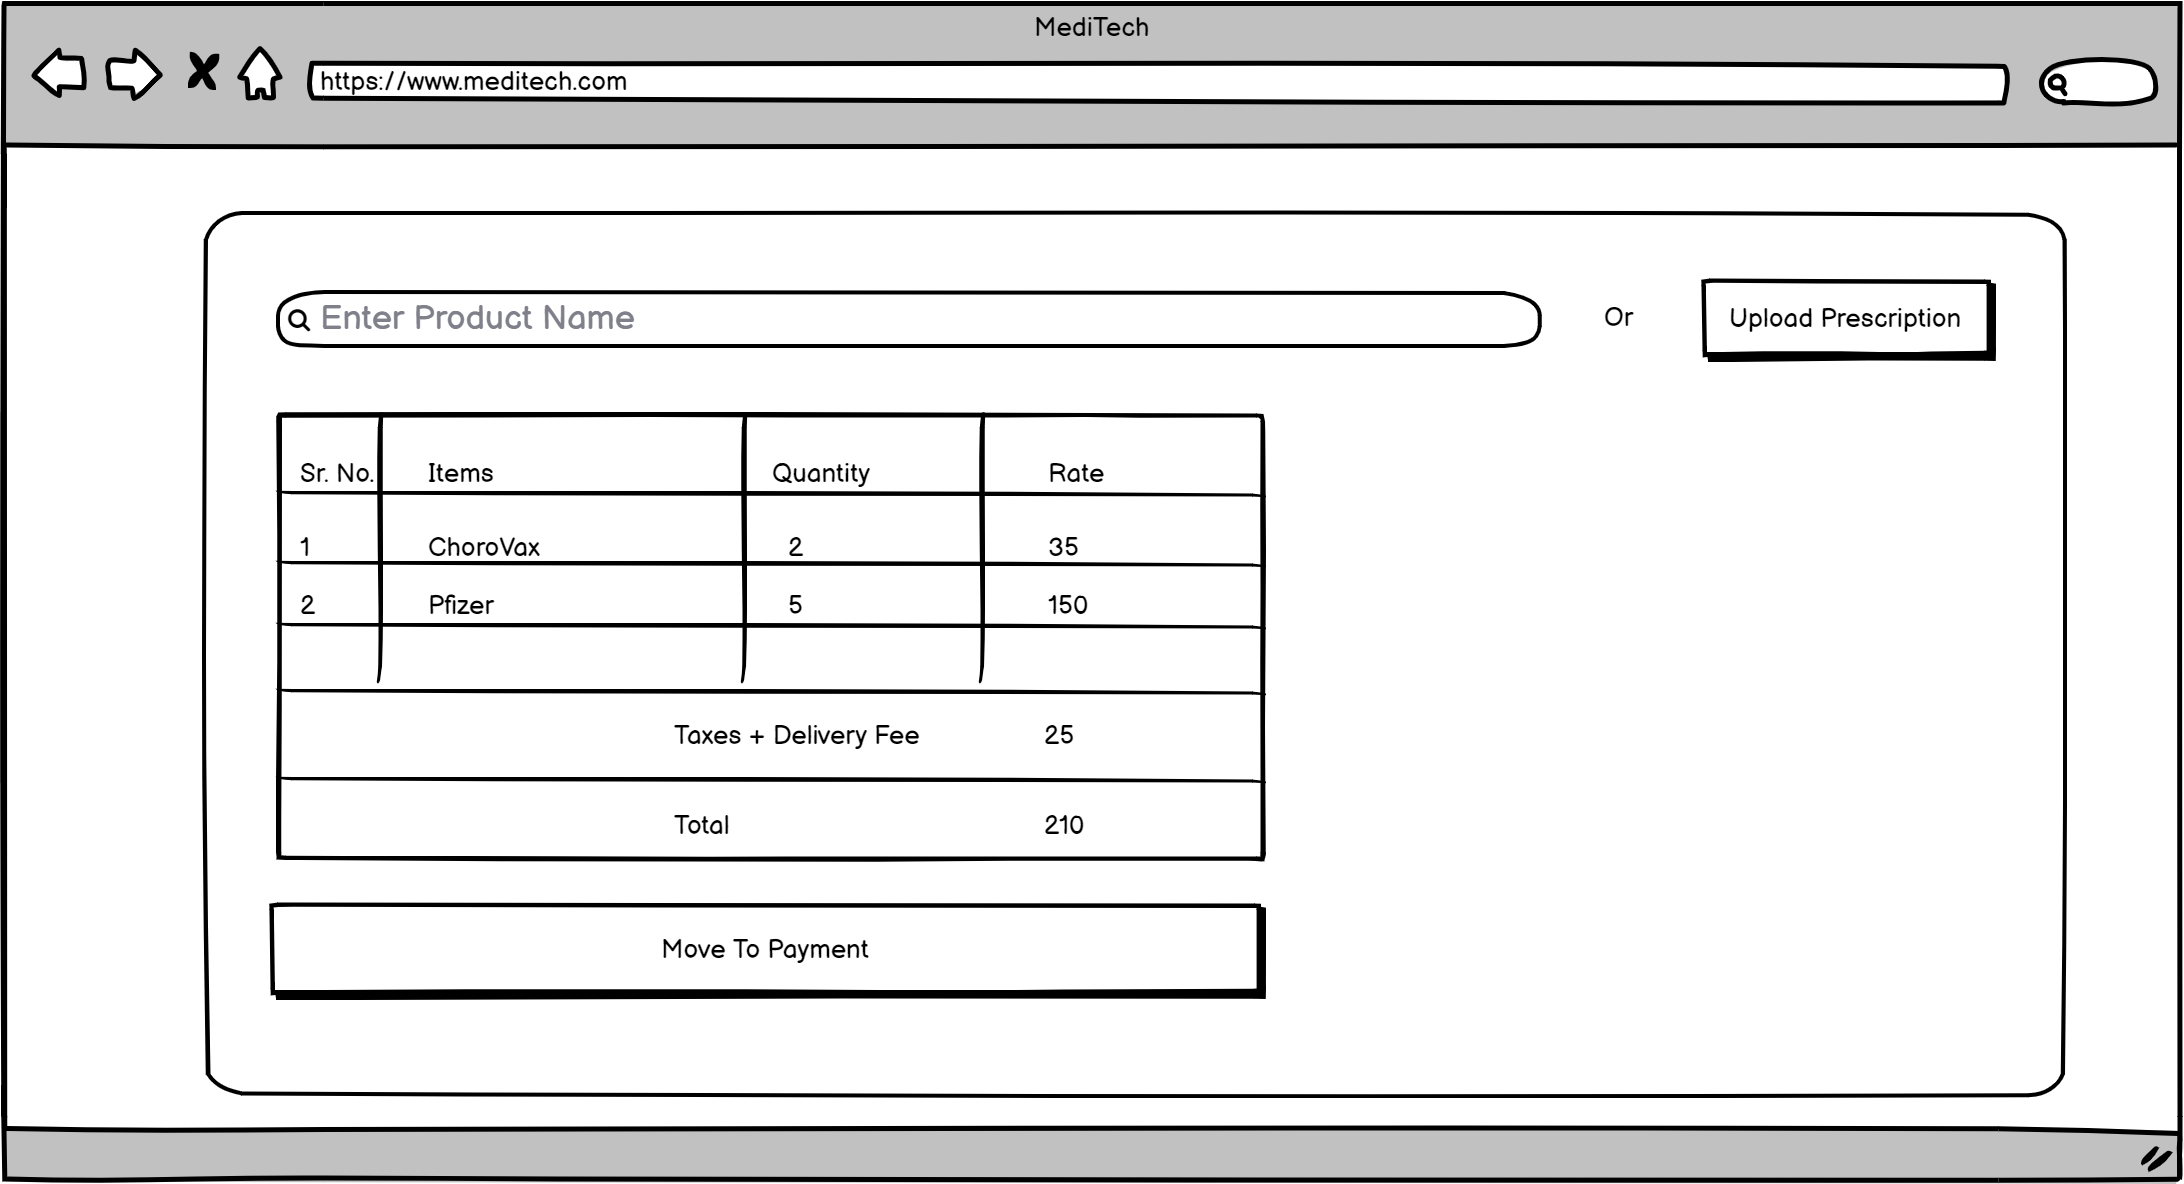 MediTech
https://www.meditech.com
Enter Product Name
Or
Upload Prescription
Sr. No. Items Quantity Rate
1 ChoroVax 2 35
2 Pfizer 5 150
Taxes + Delivery Fee 25
Total 210
Move To Payment